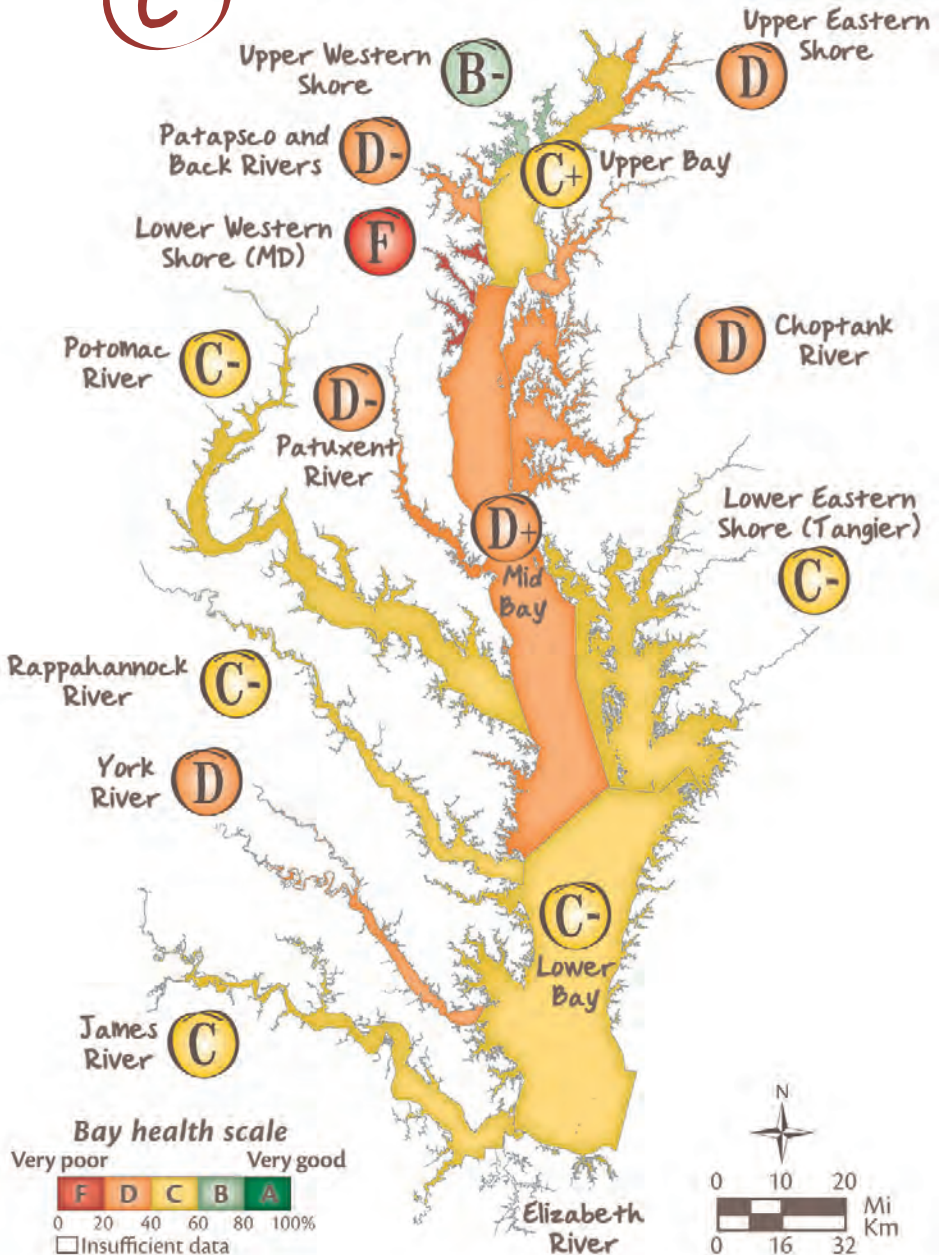 C
Upper Western
Shore
B-
Upper Eastern
Shore
D
Patapsco and
Back Rivers
D-
C+
Upper Bay
Lower Western
Shore (MD)
F
Potomac
River
C-
D-
Patuxent
River
D
Choptank
River
D+
Mid
Bay
Lower Eastern
Shore (Tangier)
C-
Rappahannock
River
C-
York
River
D
C-
Lower
Bay
James
River
C
Bay health scale
Very poor Very good
F D C B A
0 20 40 60 80 100%
Insufficient data
Elizabeth
River
N
0 10 20
Mi
Km
0 16 32